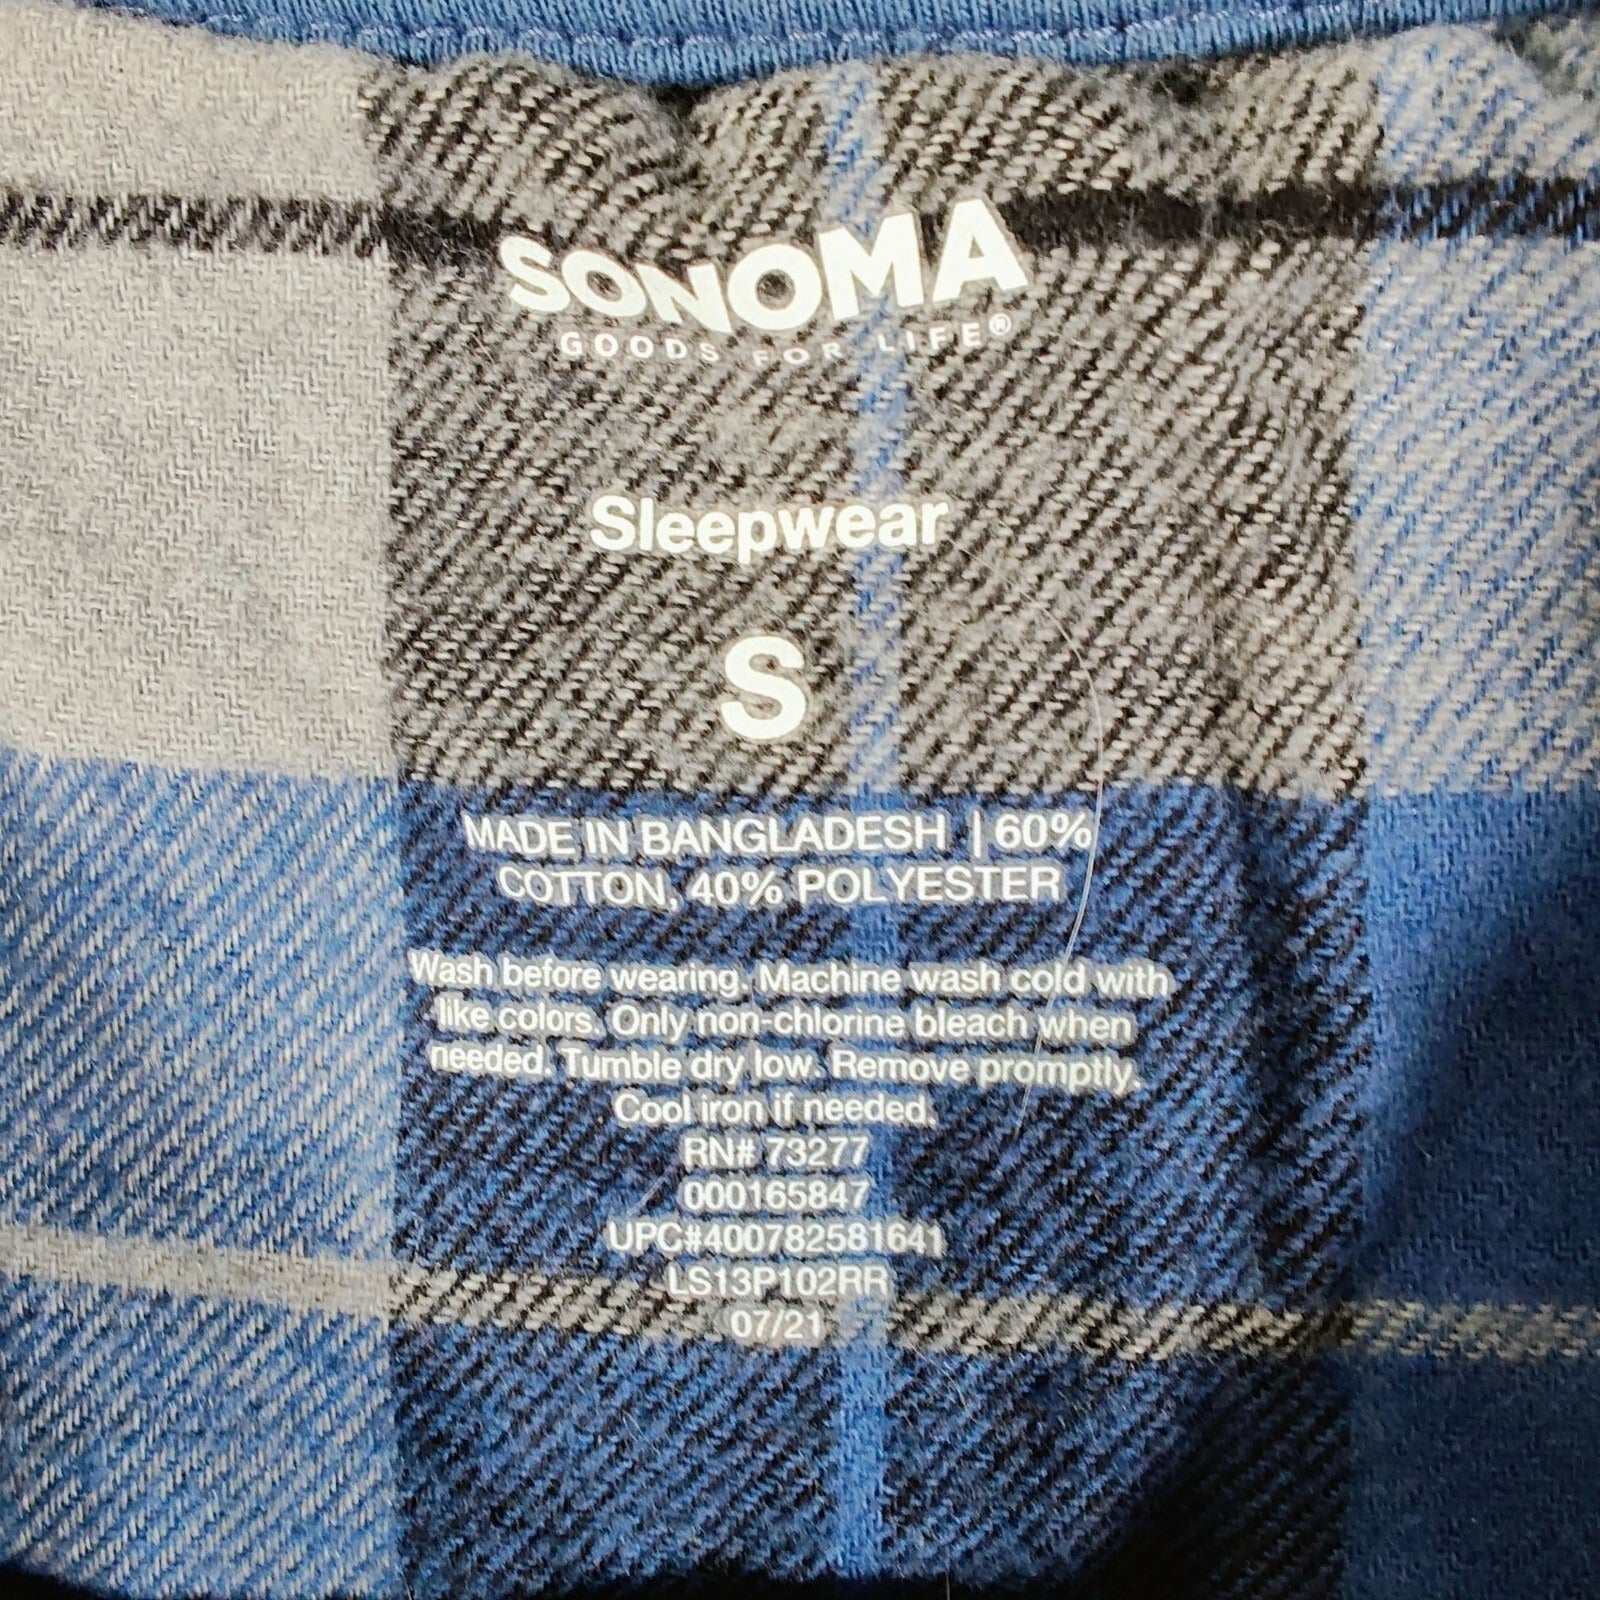 SONOMA
GOODS FOR LIFE®
Sleepwear
S
MADE IN BANGLADESH | 60%
COTTON, 40% POLYESTER
Wash before wearing. Machine wash cold with
like colors. Only non-chlorine bleach when
needed. Tumble dry low. Remove promptly.
Cool iron if needed.
RN# 73277
000165847
UPC#400782581641
LS13P102RR
07/21